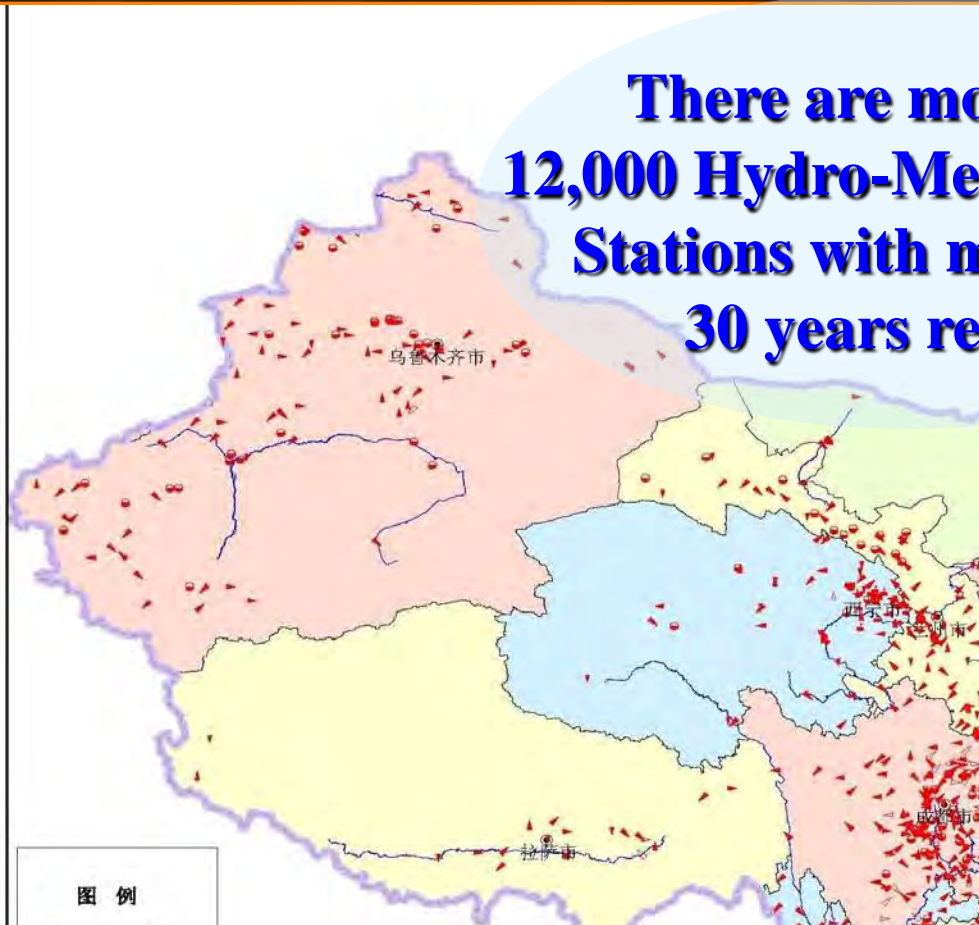 There are mo
12,000 Hydro-Me
Stations with m
30 years re
乌鲁木齐市
西宁市
兰州市
成都市
拉萨市
图 例